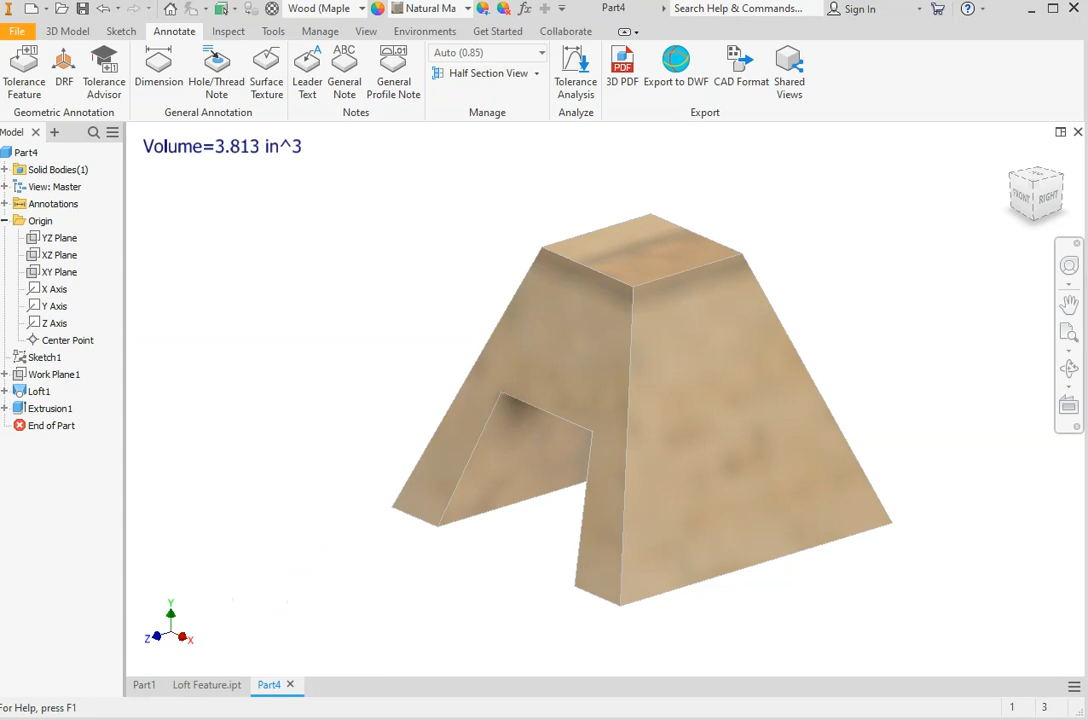 Wood (Maple Natural Ma fx Part4 Search Help & Commands... Sign In ?
File 3D Model Sketch Annotate Inspect Tools Manage View Environments Get Started Collaborate
Tolerance Feature DRF Tolerance Advisor Dimension Hole/Thread Note Surface Texture Leader Text General Note General Profile Note Auto (0.85) Half Section View Tolerance Analysis 3D PDF Export to DWF CAD Format Shared Views
Geometric Annotation General Annotation Notes Manage Analyze Export
Model
Part4
Solid Bodies(1)
View: Master
Annotations
Origin
YZ Plane
XZ Plane
XY Plane
X Axis
Y Axis
Z Axis
Center Point
Sketch1
Work Plane1
Loft1
Extrusion1
End of Part
Volume=3.813 in^3
FRONT RIGHT
Y
Z X
Part1 Loft Feature.ipt Part4
For Help, press F1 1 3